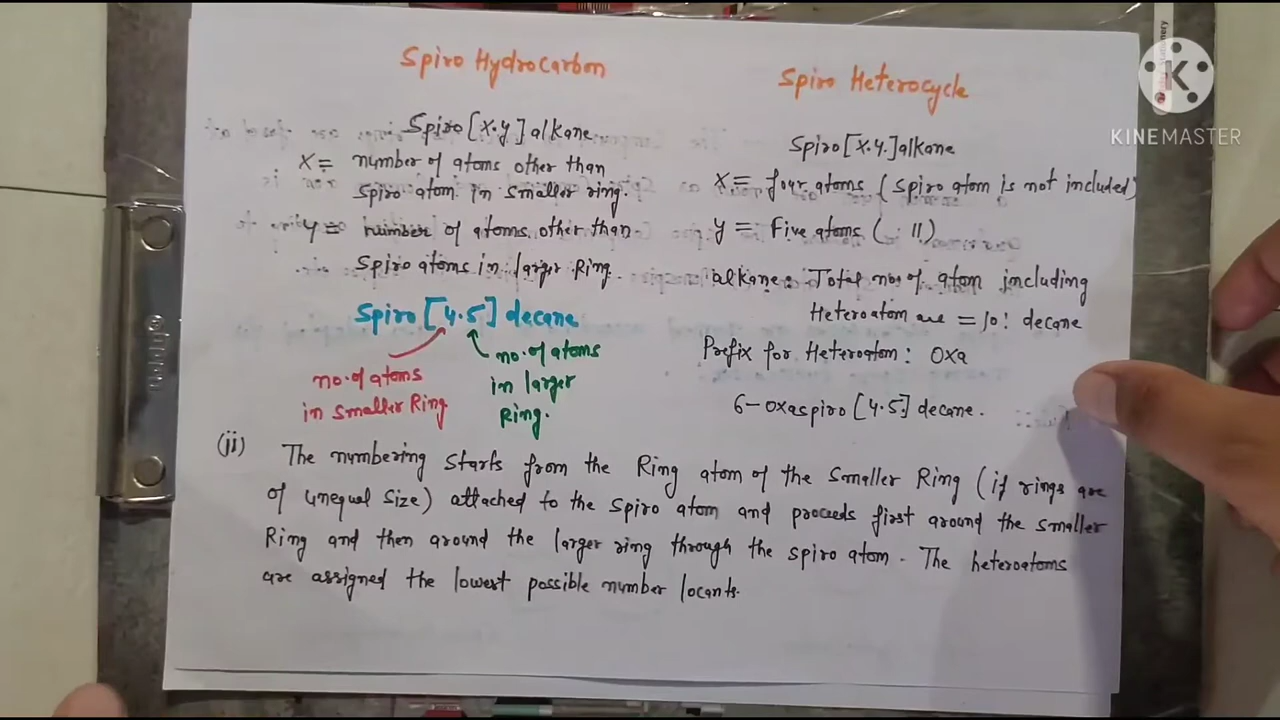 Spiro Hydrocarbon
Spiro [x.y] alkane
x = number of atoms other than
spiro atom in smaller ring.
y = number of atoms other than
spiro atoms in larger Ring.
Spiro [4.5] decane
no. of atoms
in smaller Ring
no. of atoms
in larger
Ring.
Spiro Heterocycle
Spiro [x.y.] alkane
x = four atoms (spiro atom is not included)
y = Five atoms ( 11 )
alkane: Total no. of atom including
Heteroatom are = 10: decane
Prefix for Heteroatom: Oxa
6-Oxaspiro [4.5] decane.
(ii) The numbering starts from the Ring atom of the smaller Ring (if rings are
of unequal size) attached to the spiro atom and proceeds first around the smaller
Ring and then around the larger ring through the spiro atom. The heteroatoms
are assigned the lowest possible number locants.
KINEMASTER